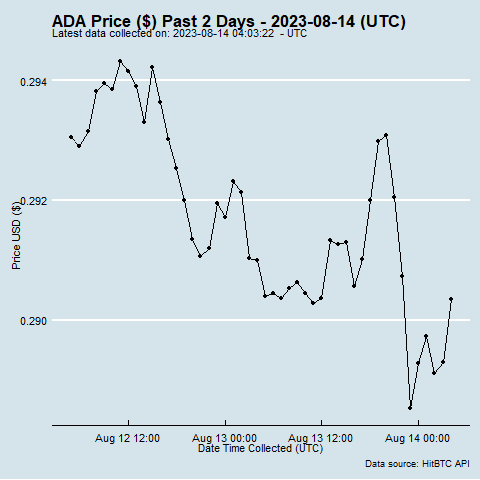 ADA Price ($) Past 2 Days - 2023-08-14 (UTC)
Latest data collected on: 2023-08-14 04:03:22 - UTC
0.294
0.292
0.290
Price USD ($)
Aug 12 12:00
Aug 13 00:00
Aug 13 12:00
Aug 14 00:00
Date Time Collected (UTC)
Data source: HitBTC API